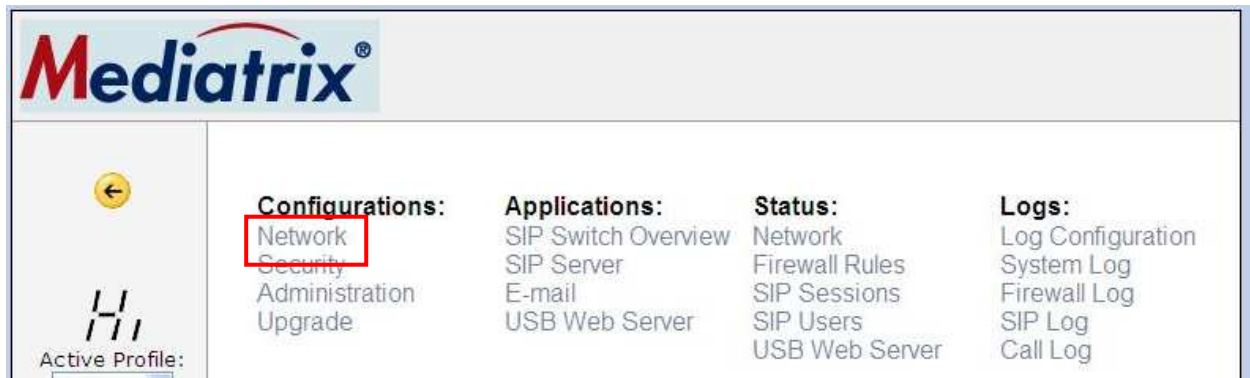 Mediatrix®
Configurations:
Network
Security
Administration
Upgrade
Applications:
SIP Switch Overview
SIP Server
E-mail
USB Web Server
Status:
Network
Firewall Rules
SIP Sessions
SIP Users
USB Web Server
Logs:
Log Configuration
System Log
Firewall Log
SIP Log
Call Log
Hi
Active Profile: